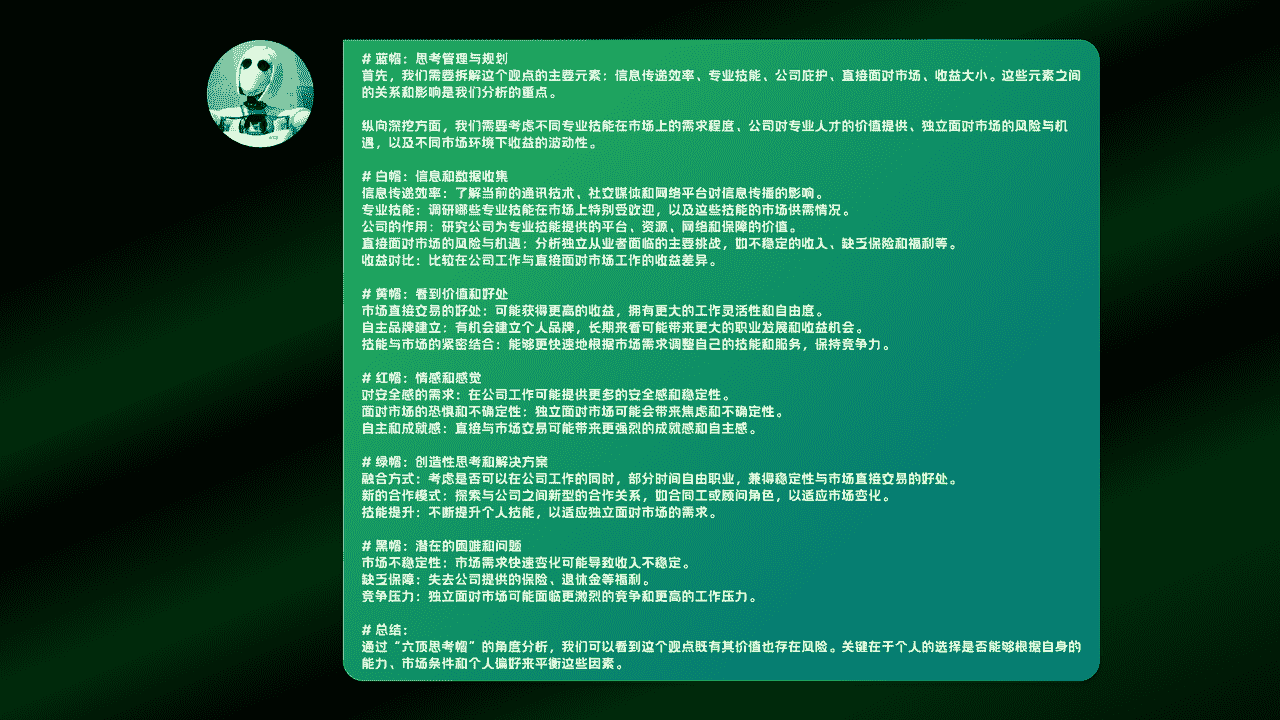 # 蓝帽：思考管理与规划
首先，我们需要拆解这个观点的主要元素：信息传递效率、专业技能、公司庇护、直接面对市场、收益大小。这些元素之间
的关系和影响是我们分析的重点。
纵向深挖方面，我们需要考虑不同专业技能在市场上的需求程度、公司对专业人才的价值提供、独立面对市场的风险与机
遇，以及不同市场环境下收益的波动性。
# 白帽：信息和数据收集
信息传递效率：了解当前的通讯技术、社交媒体和网络平台对信息传播的影响。
专业技能：调研哪些专业技能在市场上特别受欢迎，以及这些技能的市场供需情况。
公司的作用：研究公司为专业技能提供的平台、资源、网络和保障的价值。
直接面对市场的风险与机遇：分析独立从业者面临的主要挑战，如不稳定的收入、缺乏保险和福利等。
收益对比：比较在公司工作与直接面对市场工作的收益差异。
# 黄帽：看到价值和好处
市场直接交易的好处：可能获得更高的收益，拥有更大的工作灵活性和自由度。
自主品牌建立：有机会建立个人品牌，长期来看可能带来更大的职业发展和收益机会。
技能与市场的紧密结合：能够更快速地根据市场需求调整自己的技能和服务，保持竞争力。
# 红帽：情感和感觉
对安全感的需求：在公司工作可能提供更多的安全感和稳定性。
面对市场的恐惧和不确定性：独立面对市场可能会带来焦虑和不确定性。
自主和成就感：直接与市场交易可能带来更强烈的成就感和自主感。
# 绿帽：创造性思考和解决方案
融合方式：考虑是否可以在公司工作的同时，部分时间自由职业，兼得稳定性与市场直接交易的好处。
新的合作模式：探索与公司之间新型的合作关系，如合同工或顾问角色，以适应市场变化。
技能提升：不断提升个人技能，以适应独立面对市场的需求。
# 黑帽：潜在的困难和问题
市场不稳定性：市场需求快速变化可能导致收入不稳定。
缺乏保障：失去公司提供的保险、退休金等福利。
竞争压力：独立面对市场可能面临更激烈的竞争和更高的工作压力。
# 总结：
通过“六顶思考帽”的角度分析，我们可以看到这个观点既有其价值也存在风险。关键在于个人的选择是否能够根据自身的
能力、市场条件和个人偏好来平衡这些因素。